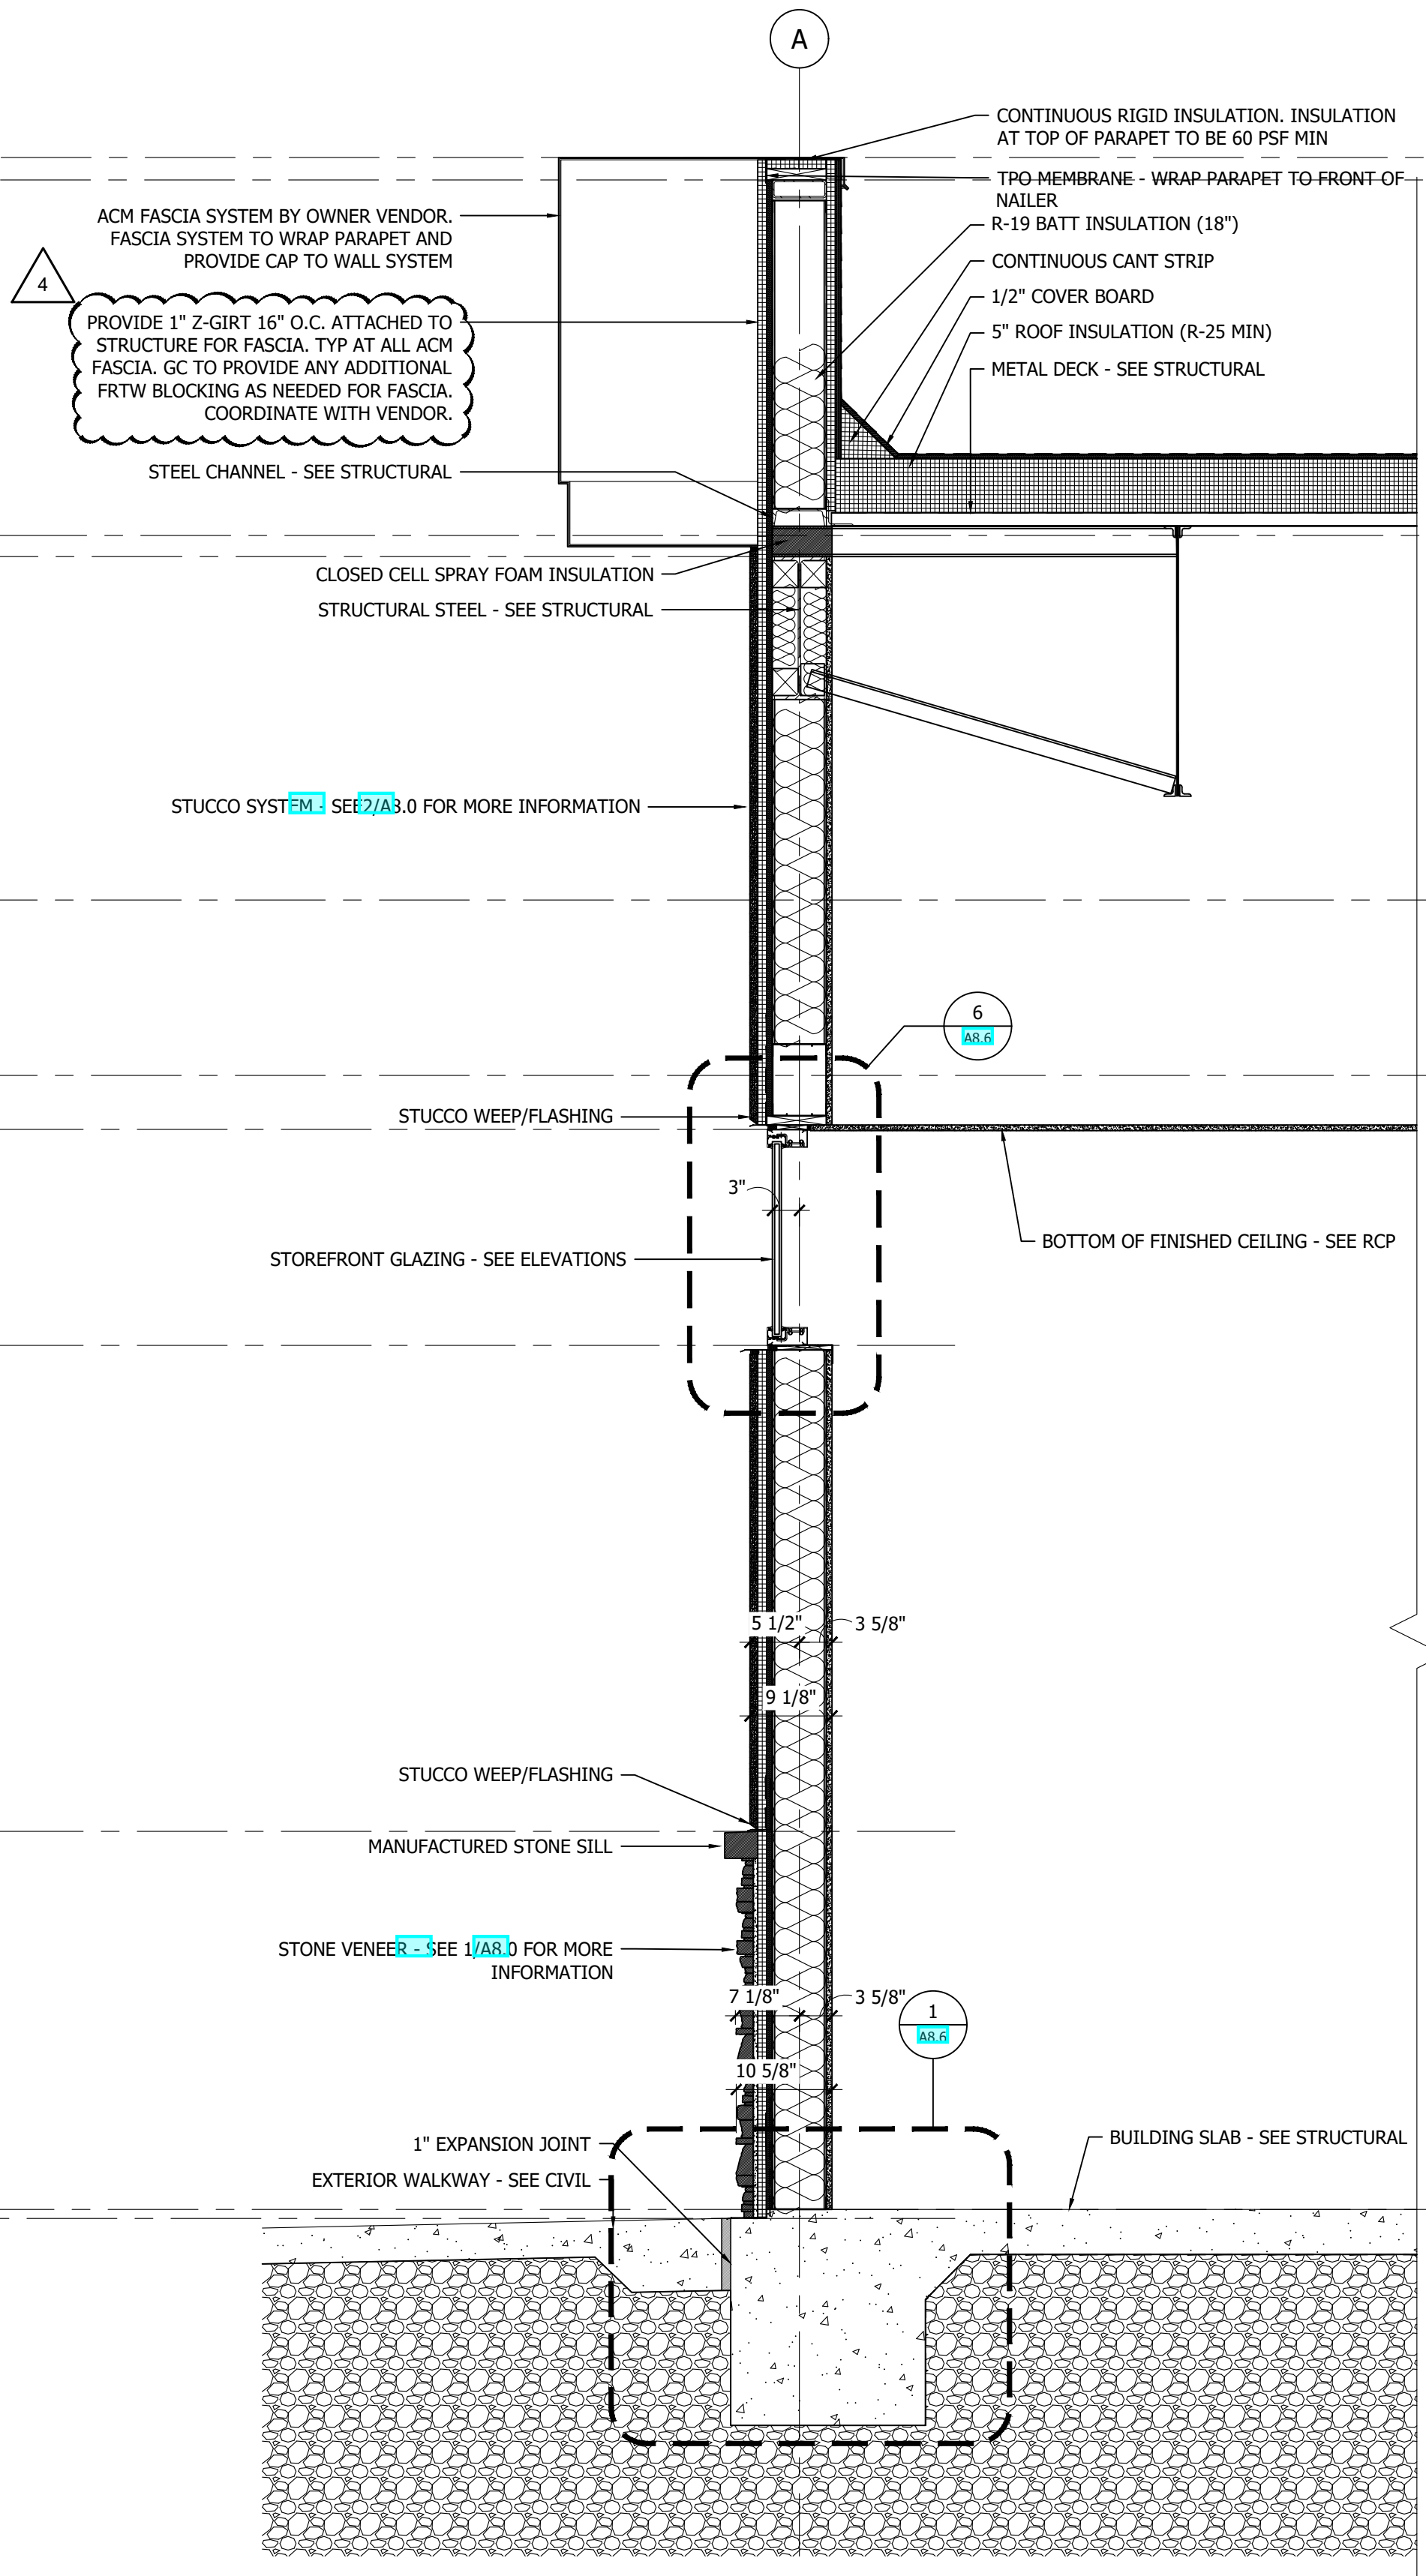 A
CONTINUOUS RIGID INSULATION. INSULATION
AT TOP OF PARAPET TO BE 60 PSF MIN
TPO MEMBRANE - WRAP PARAPET TO FRONT OF
NAILER
R-19 BATT INSULATION (18")
CONTINUOUS CANT STRIP
1/2" COVER BOARD
5" ROOF INSULATION (R-25 MIN)
METAL DECK - SEE STRUCTURAL
ACM FASCIA SYSTEM BY OWNER VENDOR.
FASCIA SYSTEM TO WRAP PARAPET AND
PROVIDE CAP TO WALL SYSTEM
4
PROVIDE 1" Z-GIRT 16" O.C. ATTACHED TO
STRUCTURE FOR FASCIA. TYP AT ALL ACM
FASCIA. GC TO PROVIDE ANY ADDITIONAL
FRTW BLOCKING AS NEEDED FOR FASCIA.
COORDINATE WITH VENDOR.
STEEL CHANNEL - SEE STRUCTURAL
CLOSED CELL SPRAY FOAM INSULATION
STRUCTURAL STEEL - SEE STRUCTURAL
STUCCO SYSTEM - SEE 2/A8.0 FOR MORE INFORMATION
6
A8.6
STUCCO WEEP/FLASHING
3"
STOREFRONT GLAZING - SEE ELEVATIONS
BOTTOM OF FINISHED CEILING - SEE RCP
5 1/2"
3 5/8"
9 1/8"
STUCCO WEEP/FLASHING
MANUFACTURED STONE SILL
STONE VENEER - SEE 1/A8.0 FOR MORE
INFORMATION
7 1/8"
3 5/8"
1
A8.6
10 5/8"
1" EXPANSION JOINT
EXTERIOR WALKWAY - SEE CIVIL
BUILDING SLAB - SEE STRUCTURAL